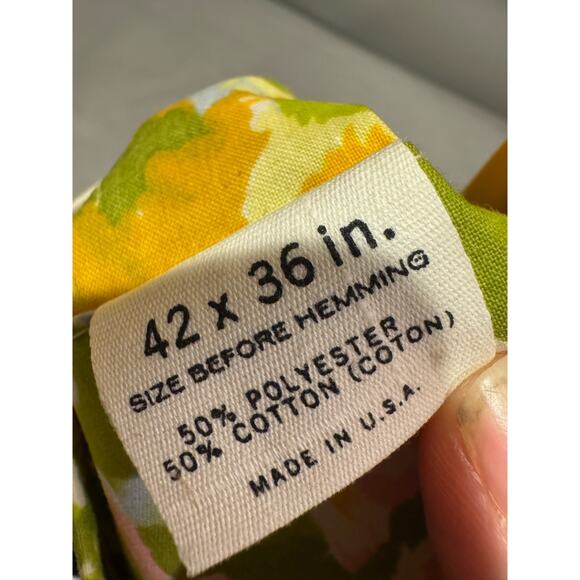 42 x 36 in.
SIZE BEFORE HEMMING
50% POLYESTER
50% COTTON (COTON)
MADE IN U.S.A.